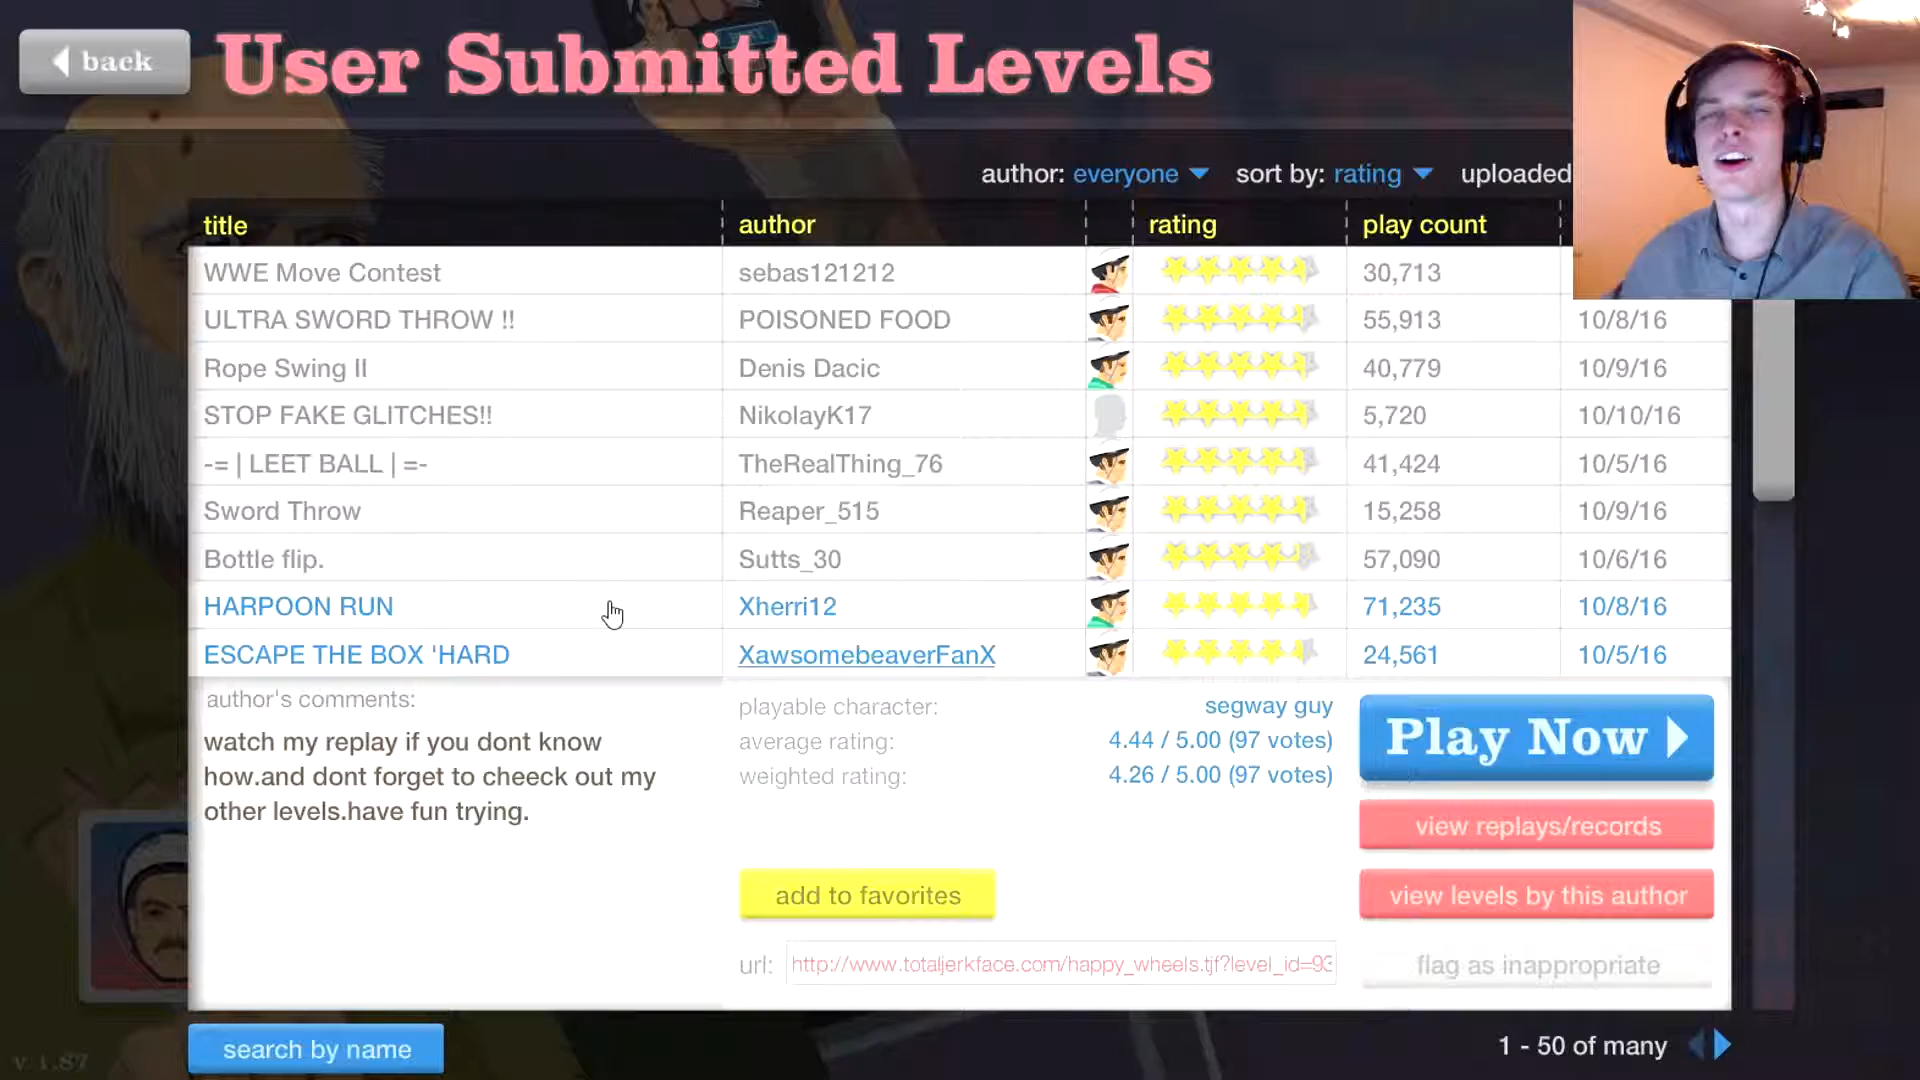 back
User Submitted Levels
author: everyone sort by: rating uploaded
title author rating play count
WWE Move Contest sebas121212 30,713
ULTRA SWORD THROW !! POISONED FOOD 55,913 10/8/16
Rope Swing II Denis Dacic 40,779 10/9/16
STOP FAKE GLITCHES!! NikolayK17 5,720 10/10/16
-= | LEET BALL | =- TheRealThing_76 41,424 10/5/16
Sword Throw Reaper_515 15,258 10/9/16
Bottle flip. Sutts_30 57,090 10/6/16
HARPOON RUN Xherri12 71,235 10/8/16
ESCAPE THE BOX 'HARD XawsomebeaverFanX 24,561 10/5/16
author's comments:
watch my replay if you dont know
how.and dont forget to cheeck out my
other levels.have fun trying.
playable character: segway guy
average rating: 4.44 / 5.00 (97 votes)
weighted rating: 4.26 / 5.00 (97 votes)
add to favorites
url: http://www.totaljerkface.com/happy_wheels.tjf?level_id=93
Play Now
view replays/records
view levels by this author
flag as inappropriate
search by name
1 - 50 of many
v 1.87